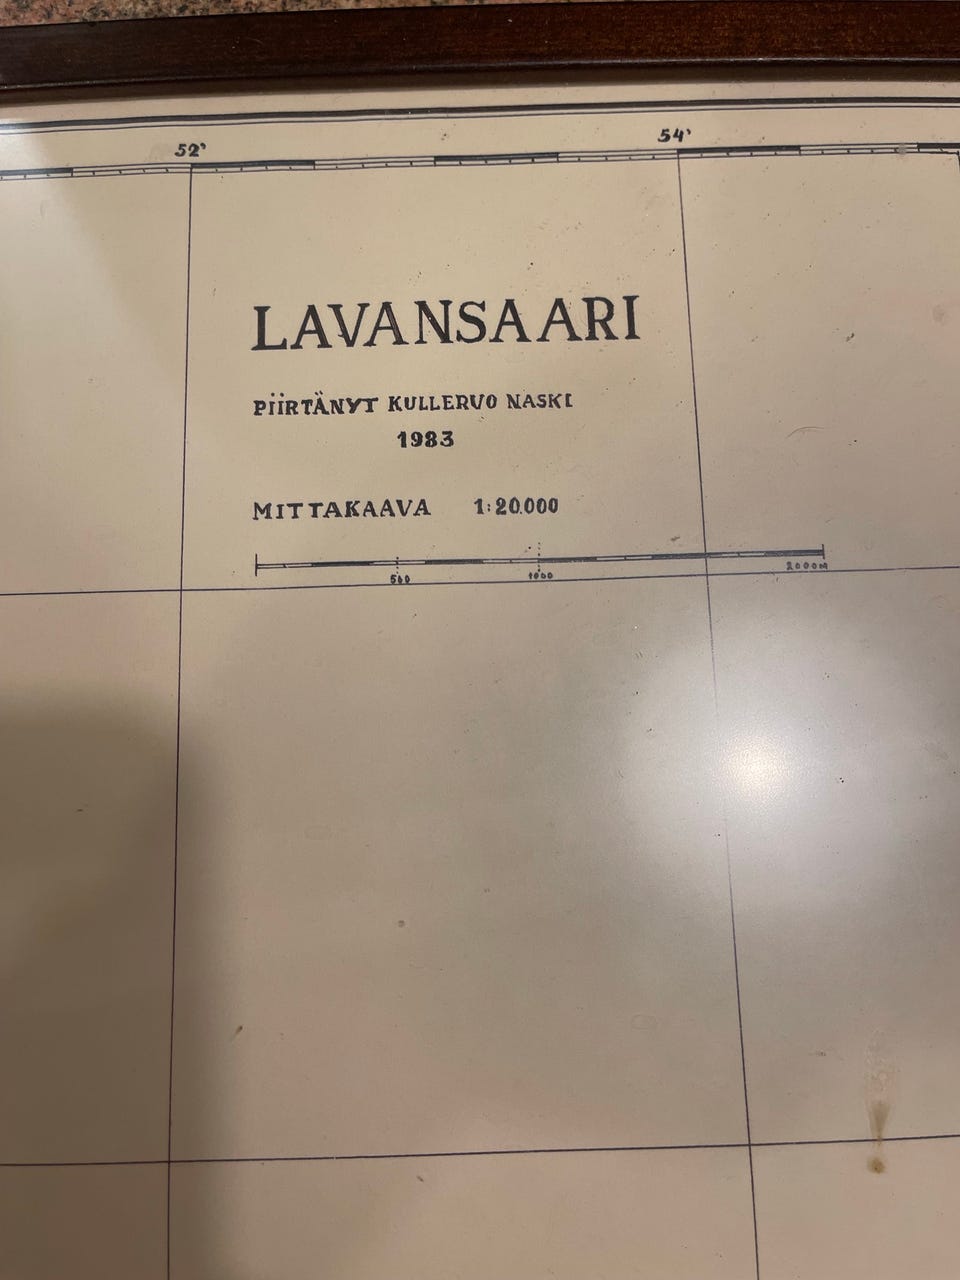 52' 54'
LAVANSAARI
PIIRTÄNYT KULLERVO NASKI
1983
MITTAKAAVA 1:20.000
500 1000 2000M